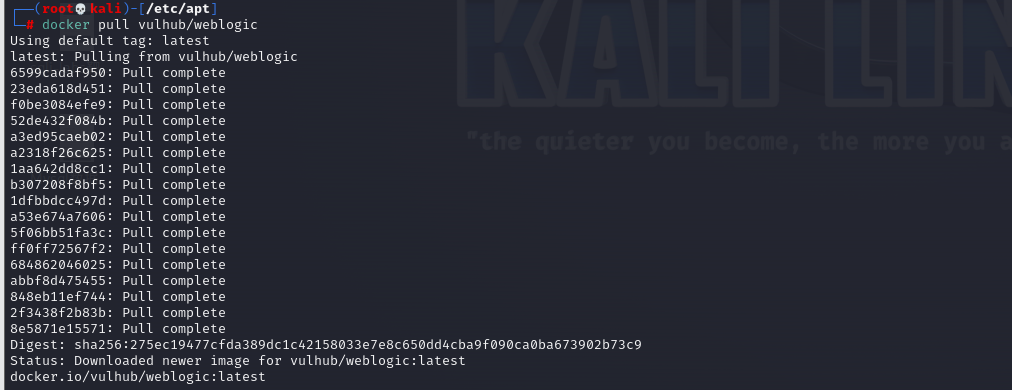 (root💀kali)-[/etc/apt]
# docker pull vulhub/weblogic
Using default tag: latest
latest: Pulling from vulhub/weblogic
6599cadaf950: Pull complete
23eda618d451: Pull complete
f0be3084efe9: Pull complete
52de432f084b: Pull complete
a3ed95caeb02: Pull complete
a2318f26c625: Pull complete
1aa642dd8cc1: Pull complete
b307208f8bf5: Pull complete
1dfbbdcc497d: Pull complete
a53e674a7606: Pull complete
5f06bb51fa3c: Pull complete
ff0ff72567f2: Pull complete
684862046025: Pull complete
abbf8d475455: Pull complete
848eb11ef744: Pull complete
2f3438f2b83b: Pull complete
8e5871e15571: Pull complete
Digest: sha256:275ec19477cfda389dc1c42158033e7e8c650dd4cba9f090ca0ba673902b73c9
Status: Downloaded newer image for vulhub/weblogic:latest
docker.io/vulhub/weblogic:latest
KALI LIN
"the quieter you become, the more you a